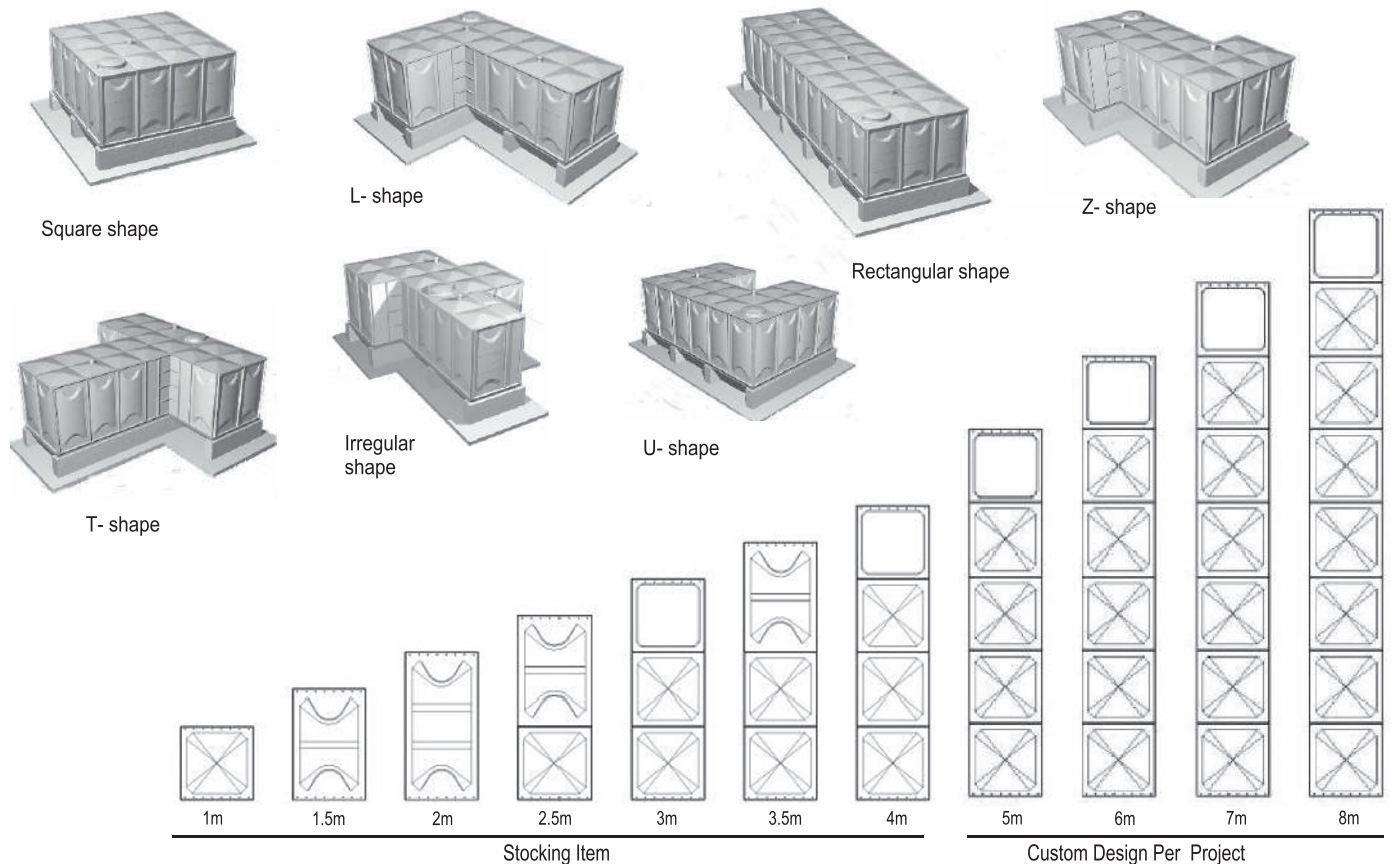 Square shape
L- shape
Rectangular shape
Z- shape
T- shape
Irregular
shape
U- shape
1m
1.5m
2m
2.5m
3m
3.5m
4m
5m
6m
7m
8m
Stocking Item
Custom Design Per Project